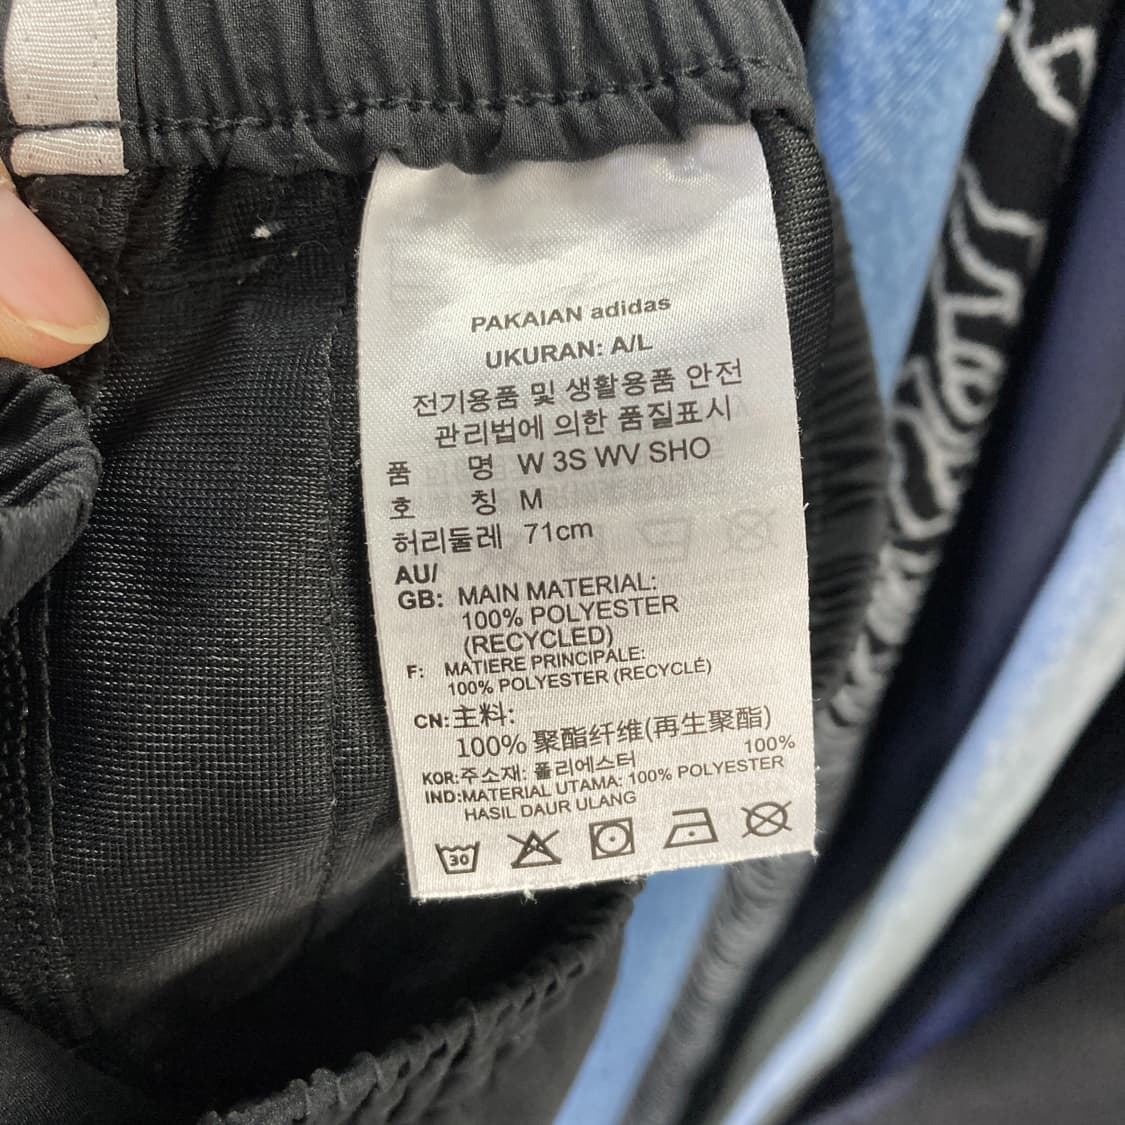 PAKAIAN adidas
UKURAN: A/L
전기용품 및 생활용품 안전
관리법에 의한 품질표시
품 명 W 3S WV SHO
호 칭 M
허리둘레 71cm
AU/
GB: MAIN MATERIAL:
100% POLYESTER
(RECYCLED)
F: MATIERE PRINCIPALE:
100% POLYESTER (RECYCLÉ)
CN: 主料:
100% 聚酯纤维(再生聚酯)
KOR:주소재: 폴리에스터 100%
IND:MATERIAL UTAMA: 100% POLYESTER
HASIL DAUR ULANG
30